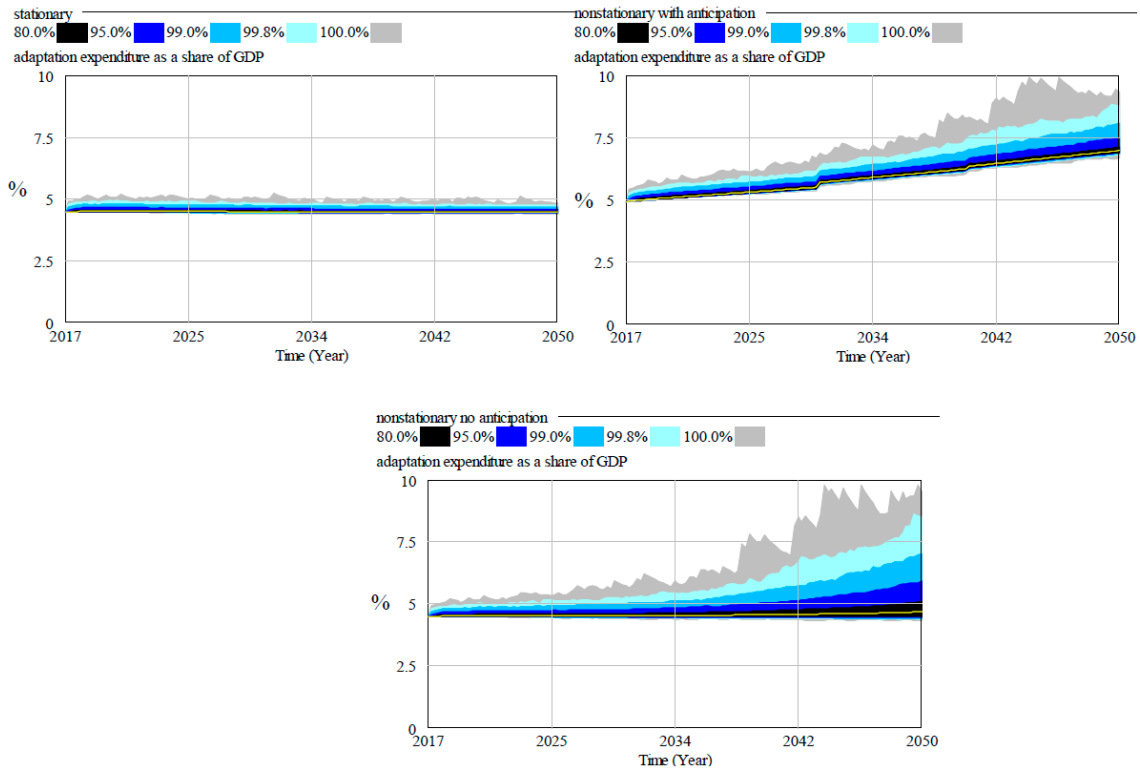 stationary
80.0% 95.0% 99.0% 99.8% 100.0%
adaptation expenditure as a share of GDP
10
7.5
%
5
2.5
0
2017 2025 2034 2042 2050
Time (Year)
nonstationary with anticipation
80.0% 95.0% 99.0% 99.8% 100.0%
adaptation expenditure as a share of GDP
10
7.5
%
5
2.5
0
2017 2025 2034 2042 2050
Time (Year)
nonstationary no anticipation
80.0% 95.0% 99.0% 99.8% 100.0%
adaptation expenditure as a share of GDP
10
7.5
%
5
2.5
0
2017 2025 2034 2042 2050
Time (Year)